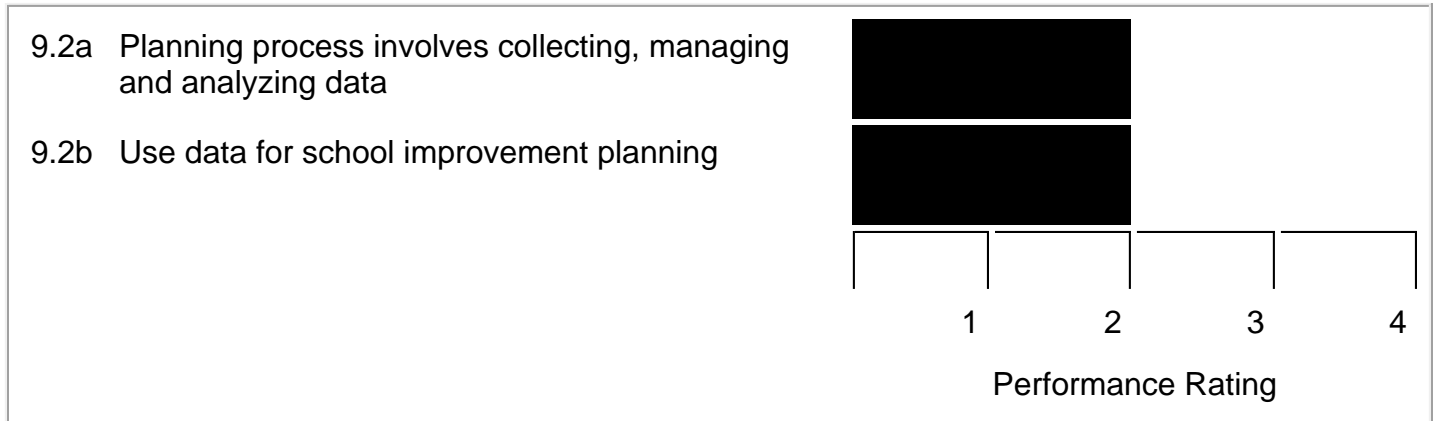 9.2a Planning process involves collecting, managing
and analyzing data
9.2b Use data for school improvement planning
1 2 3 4
Performance Rating